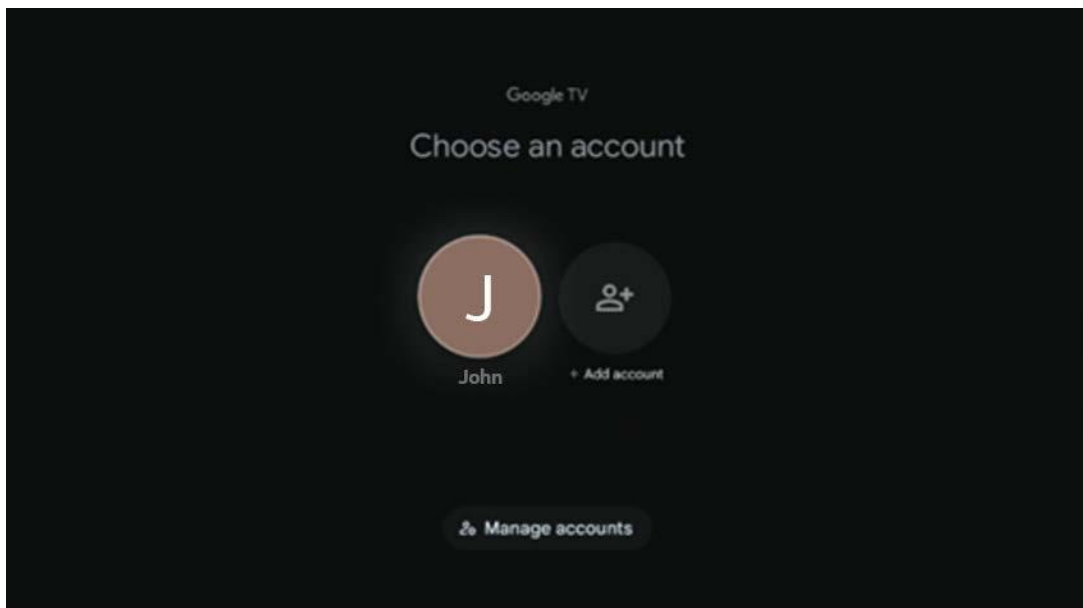 Google TV
Choose an account
J
John
+ Add account
Manage accounts